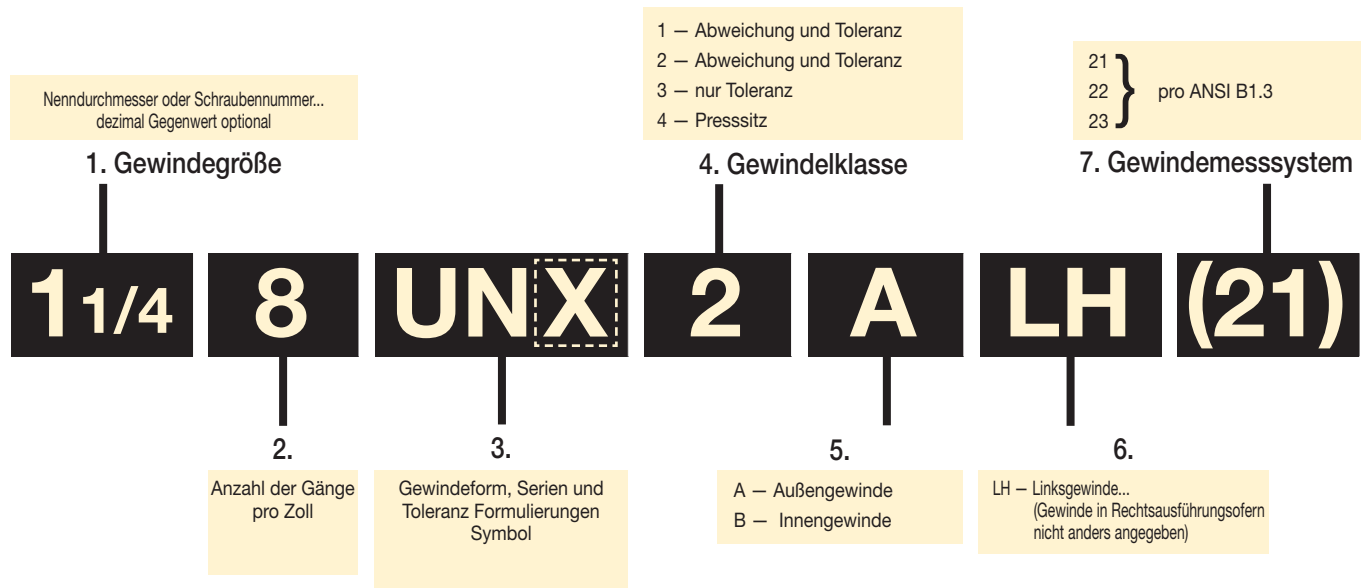 1 — Abweichung und Toleranz
2 — Abweichung und Toleranz
3 — nur Toleranz
4 — Presssitz
21
22
23
} pro ANSI B1.3
Nenndurchmesser oder Schraubennummer...
dezimal Gegenwert optional
1. Gewindegröße
4. Gewindelklasse
7. Gewindemesssystem
1 1/4 8 UNX 2 A LH (21)
2.
Anzahl der Gänge
pro Zoll
3.
Gewindeform, Serien und
Toleranz Formulierungen
Symbol
5.
A — Außengewinde
B — Innengewinde
6.
LH — Linksgewinde...
(Gewinde in Rechtsausführungsofern
nicht anders angegeben)